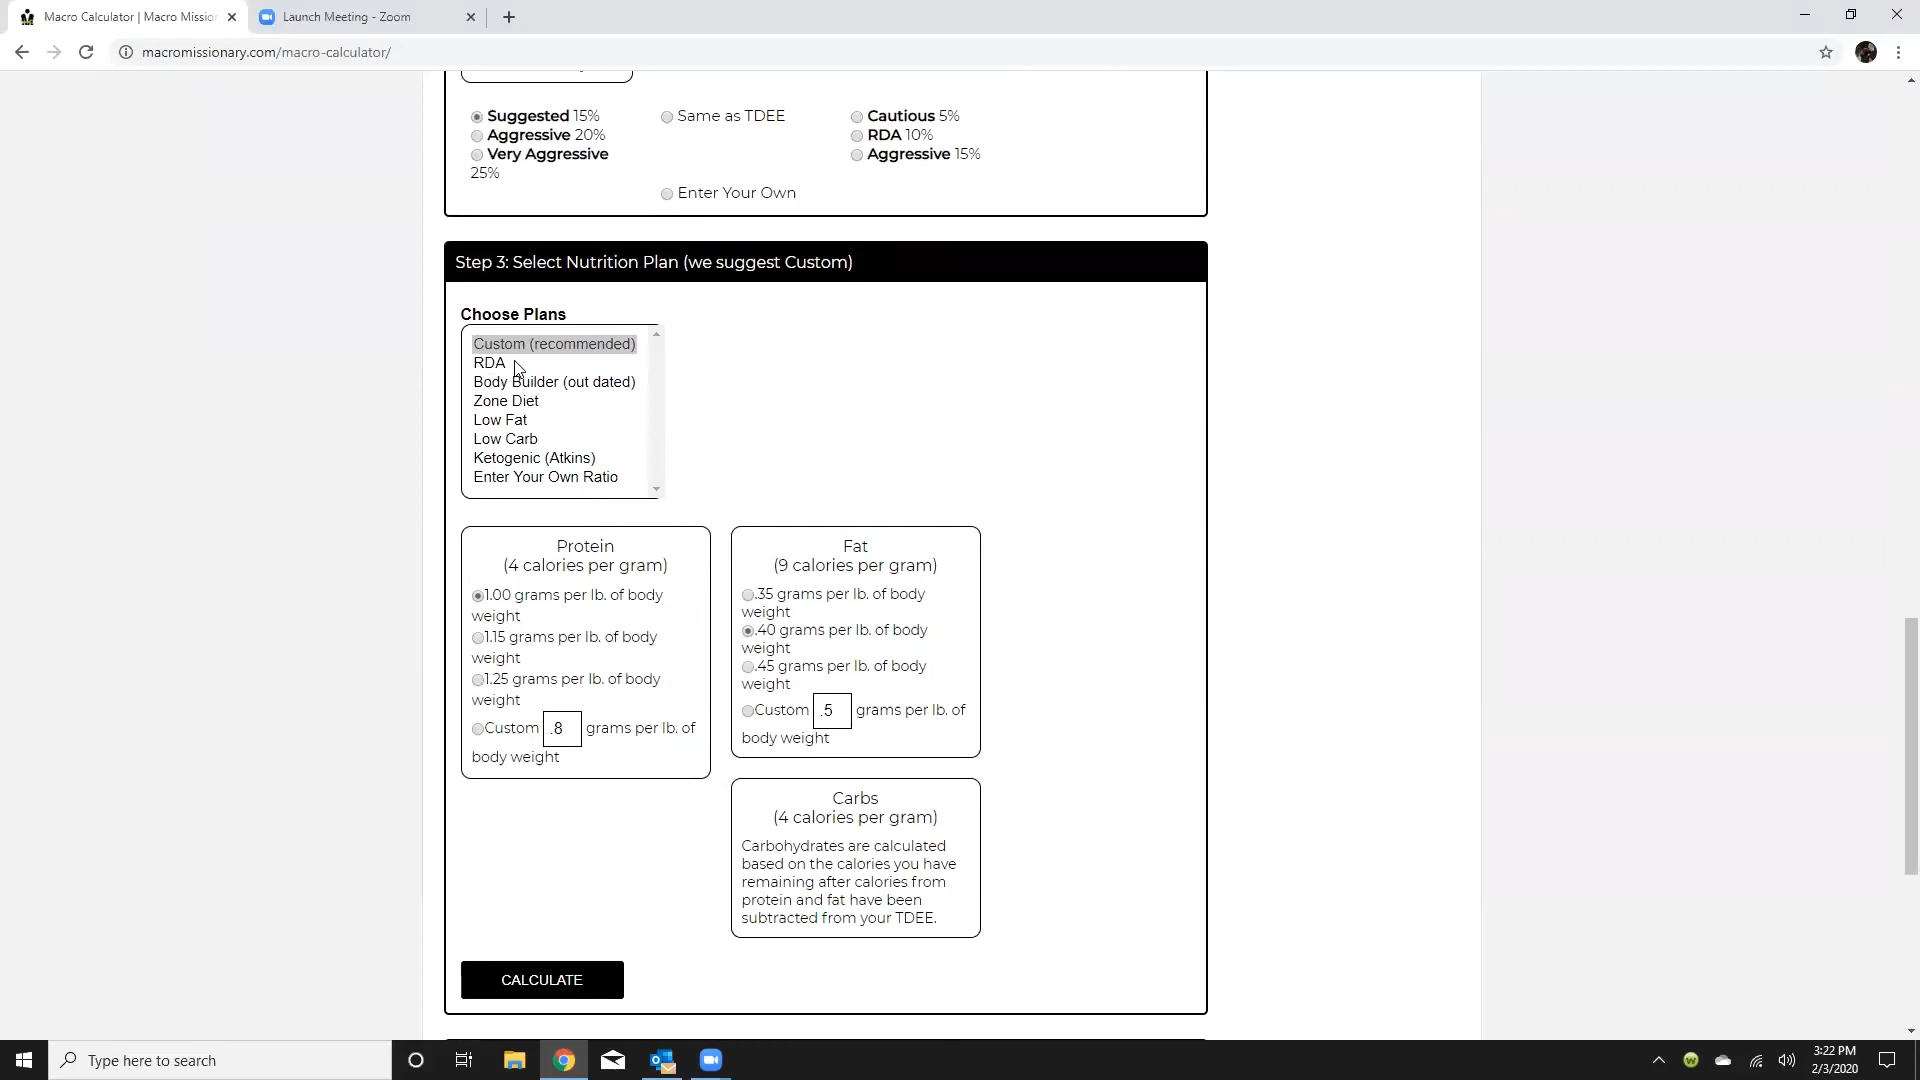 Macro Calculator | Macro Missio
Launch Meeting - Zoom
macromissionary.com/macro-calculator/
Suggested 15%
Aggressive 20%
Very Aggressive
25%
Same as TDEE
Enter Your Own
Cautious 5%
RDA 10%
Aggressive 15%
Step 3: Select Nutrition Plan (we suggest Custom)
Choose Plans
Custom (recommended)
RDA
Body Builder (out dated)
Zone Diet
Low Fat
Low Carb
Ketogenic (Atkins)
Enter Your Own Ratio
Protein
(4 calories per gram)
1.00 grams per lb. of body
weight
1.15 grams per lb. of body
weight
1.25 grams per lb. of body
weight
Custom .8 grams per lb. of
body weight
Fat
(9 calories per gram)
.35 grams per lb. of body
weight
.40 grams per lb. of body
weight
.45 grams per lb. of body
weight
Custom .5 grams per lb. of
body weight
Carbs
(4 calories per gram)
Carbohydrates are calculated
based on the calories you have
remaining after calories from
protein and fat have been
subtracted from your TDEE.
CALCULATE
Type here to search
3:22 PM
2/3/2020